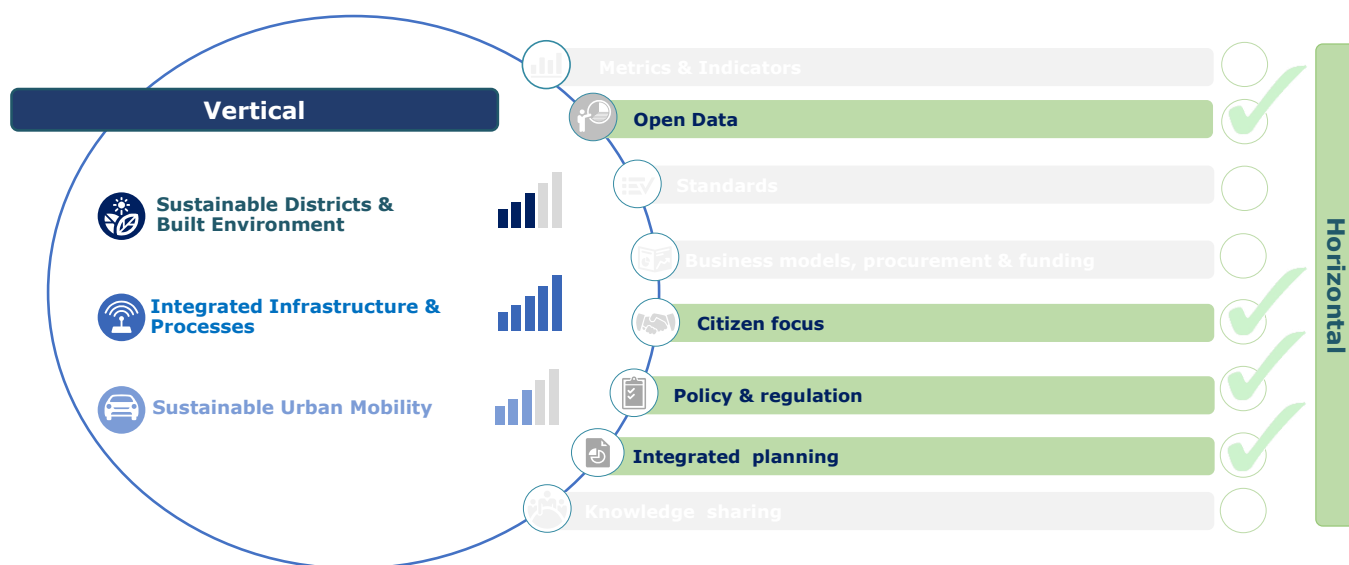 Vertical
Sustainable Districts &
Built Environment
Integrated Infrastructure &
Processes
Sustainable Urban Mobility
Metrics & Indicators
Open Data
Standards
Business models, procurement & funding
Citizen focus
Policy & regulation
Integrated planning
Knowledge sharing
Horizontal